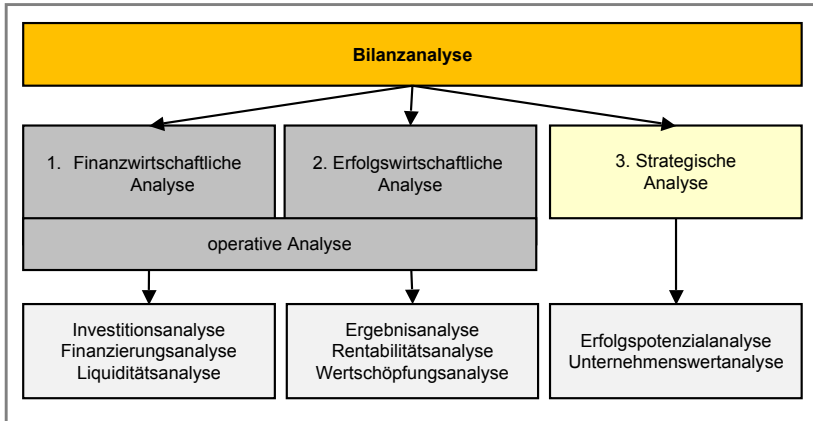 Bilanzanalyse
1. Finanzwirtschaftliche
Analyse
2. Erfolgswirtschaftliche
Analyse
3. Strategische
Analyse
operative Analyse
Investitionsanalyse
Finanzierungsanalyse
Liquiditätsanalyse
Ergebnisanalyse
Rentabilitätsanalyse
Wertschöpfungsanalyse
Erfolgspotenzialanalyse
Unternehmenswertanalyse